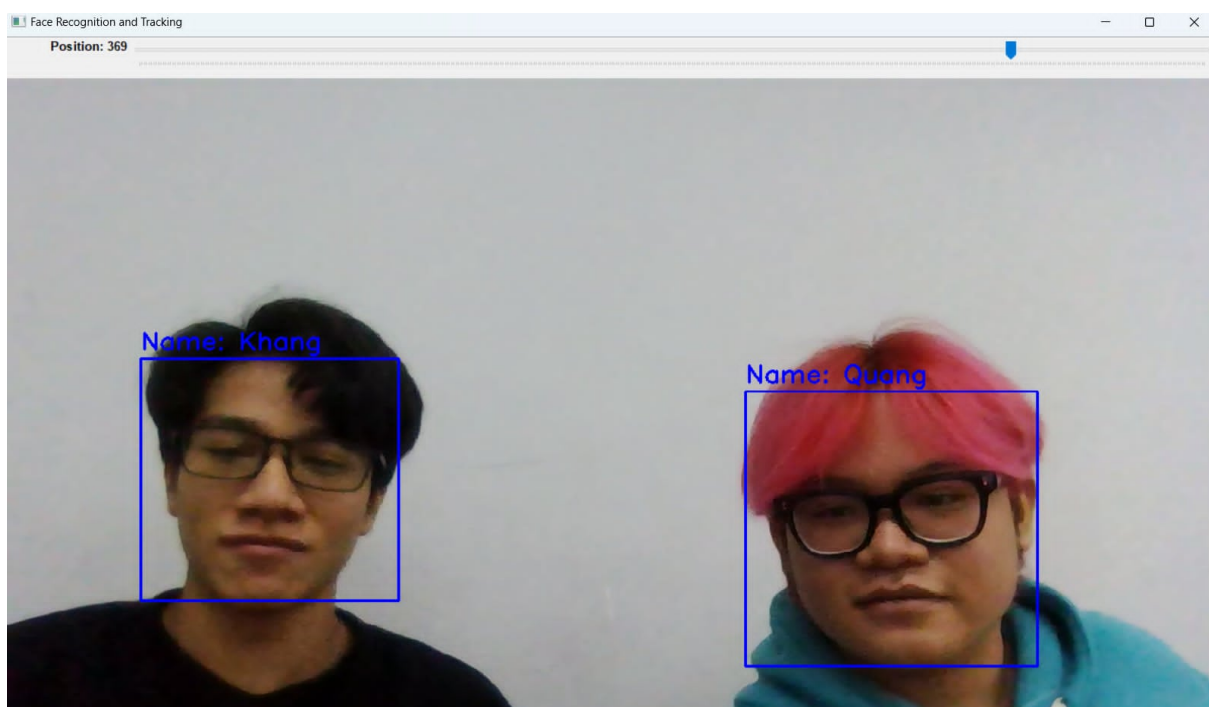 Face Recognition and Tracking
Position: 369
Name: Khang
Name: Quang